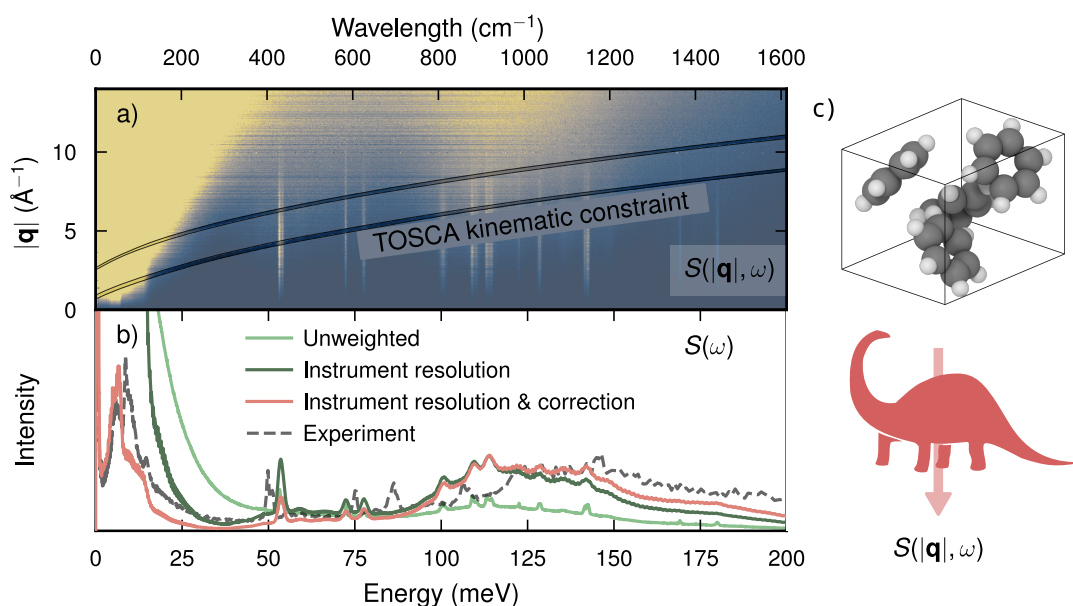 Wavelength (cm⁻¹)
0 200 400 600 800 1000 1200 1400 1600
a)
c)
10
5
0
|q| (Å⁻¹)
TOSCA kinematic constraint
S(|q|, ω)
b)
S(ω)
Unweighted
Instrument resolution
Instrument resolution & correction
Experiment
Intensity
0 25 50 75 100 125 150 175 200
Energy (meV)
S(|q|, ω)